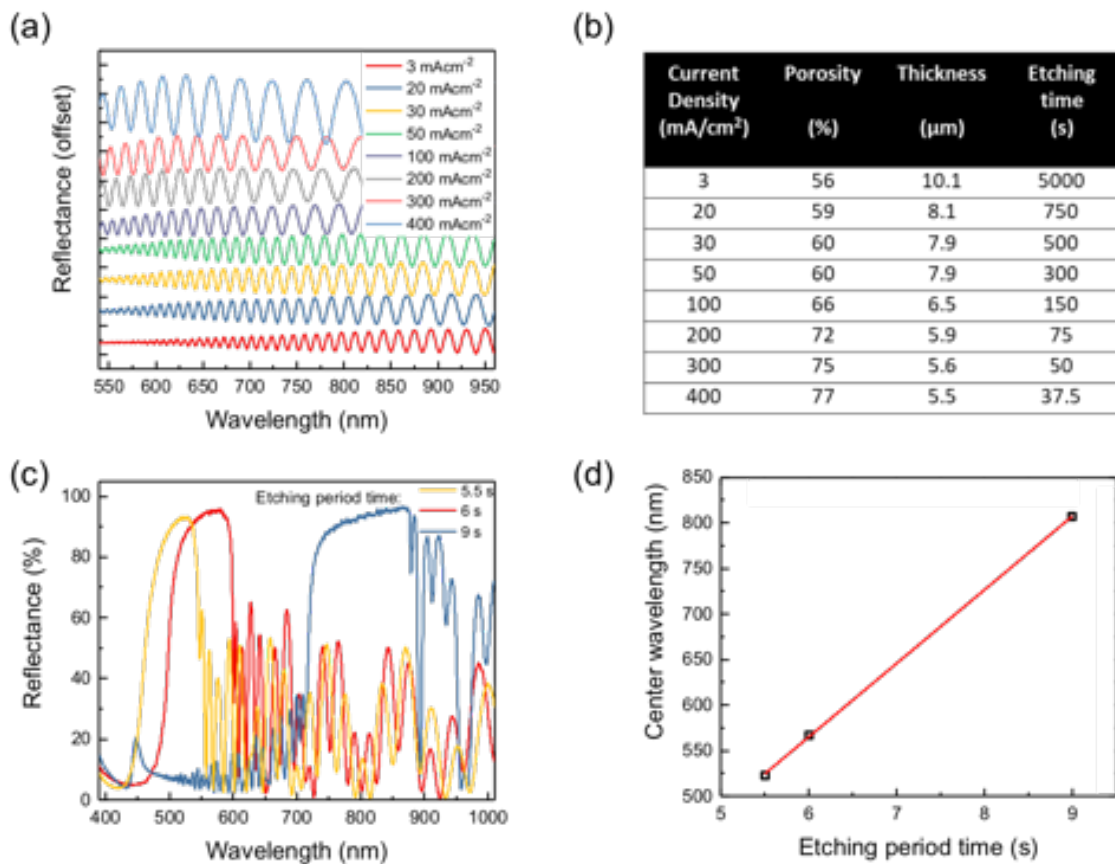 (a)
Reflectance (offset)
3 mAcm⁻²
20 mAcm⁻²
30 mAcm⁻²
50 mAcm⁻²
100 mAcm⁻²
200 mAcm⁻²
300 mAcm⁻²
400 mAcm⁻²
550 600 650 700 750 800 850 900 950
Wavelength (nm)
(b)
Current Density (mA/cm²) Porosity (%) Thickness (μm) Etching time (s)
3 56 10.1 5000
20 59 8.1 750
30 60 7.9 500
50 60 7.9 300
100 66 6.5 150
200 72 5.9 75
300 75 5.6 50
400 77 5.5 37.5
(c)
Reflectance (%)
100
80
60
40
20
0
Etching period time:
5.5 s
6 s
9 s
400 500 600 700 800 900 1000
Wavelength (nm)
(d)
Center wavelength (nm)
850
800
750
700
650
600
550
500
5 6 7 8 9
Etching period time (s)